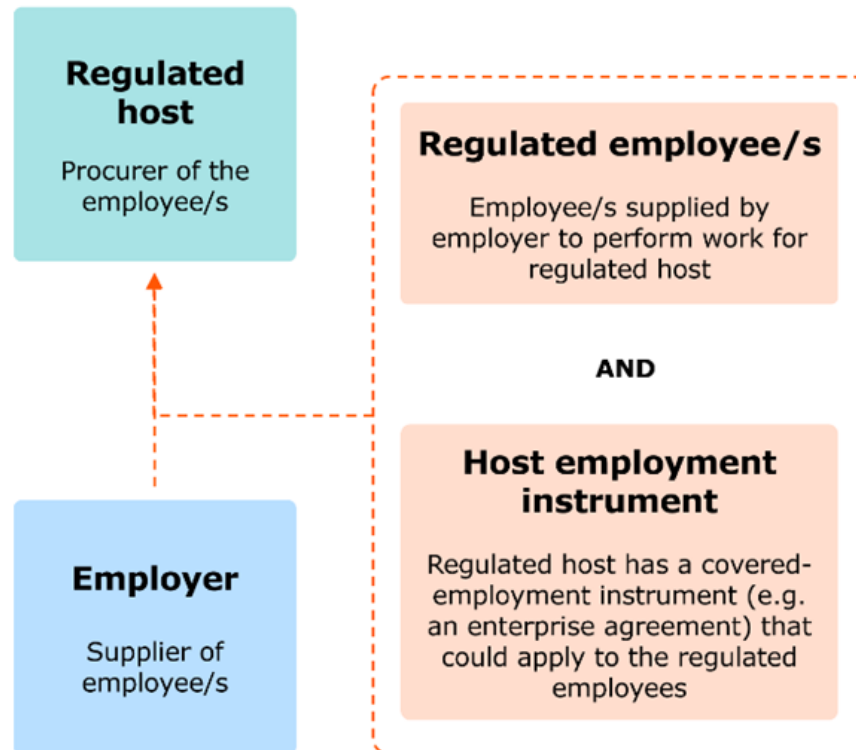 Regulated
host
Procurer of the
employee/s
Regulated employee/s
Employee/s supplied by
employer to perform work for
regulated host
AND
Host employment
instrument
Regulated host has a covered-
employment instrument (e.g.
an enterprise agreement) that
could apply to the regulated
employees
Employer
Supplier of
employee/s